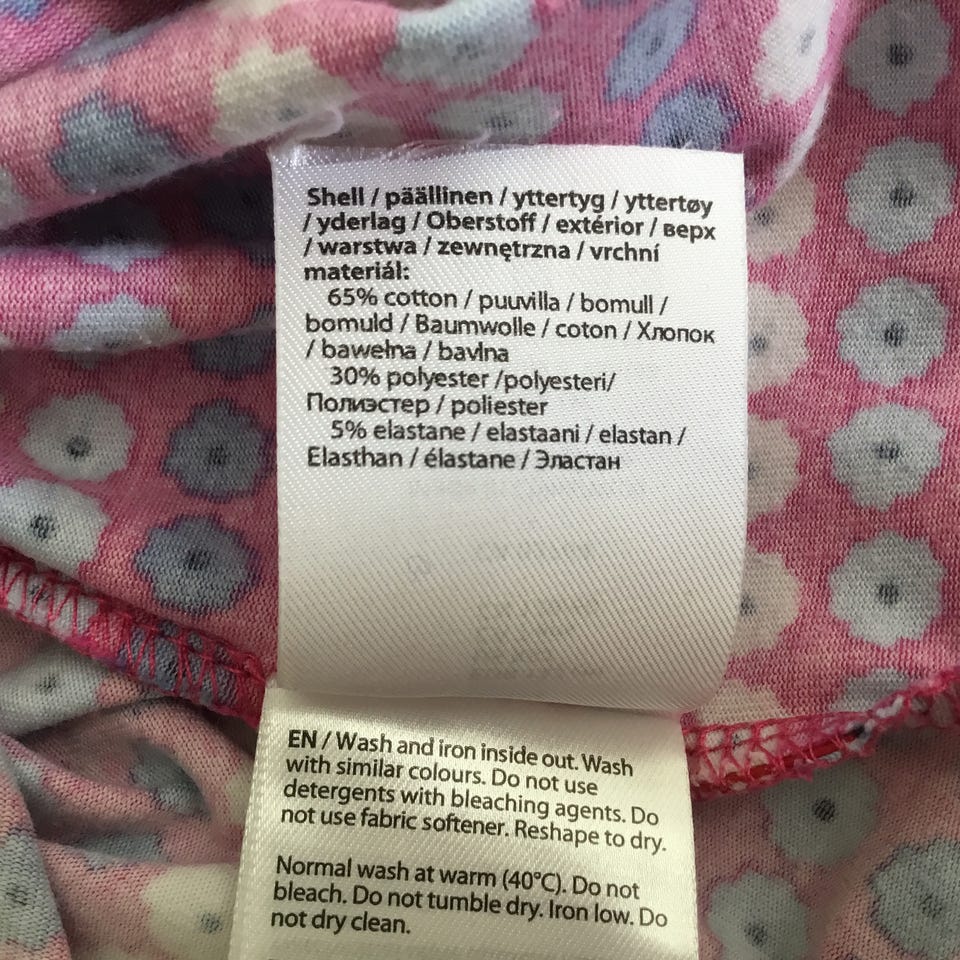 Shell / päällinen / yttertyg / yttertøy
/ yderlag / Oberstoff / extérior / верх
/ warstwa / zewnętrzna / vrchní
materiál:
65% cotton / puuvilla / bomull /
bomuld / Baumwolle / coton / Хлопок
/ bawełna / bavlna
30% polyester /polyesteri/
Полиэстер / poliester
5% elastane / elastaani / elastan /
Elasthan / élastane / Эластан
EN / Wash and iron inside out. Wash
with similar colours. Do not use
detergents with bleaching agents. Do
not use fabric softener. Reshape to dry.
Normal wash at warm (40°C). Do not
bleach. Do not tumble dry. Iron low. Do
not dry clean.